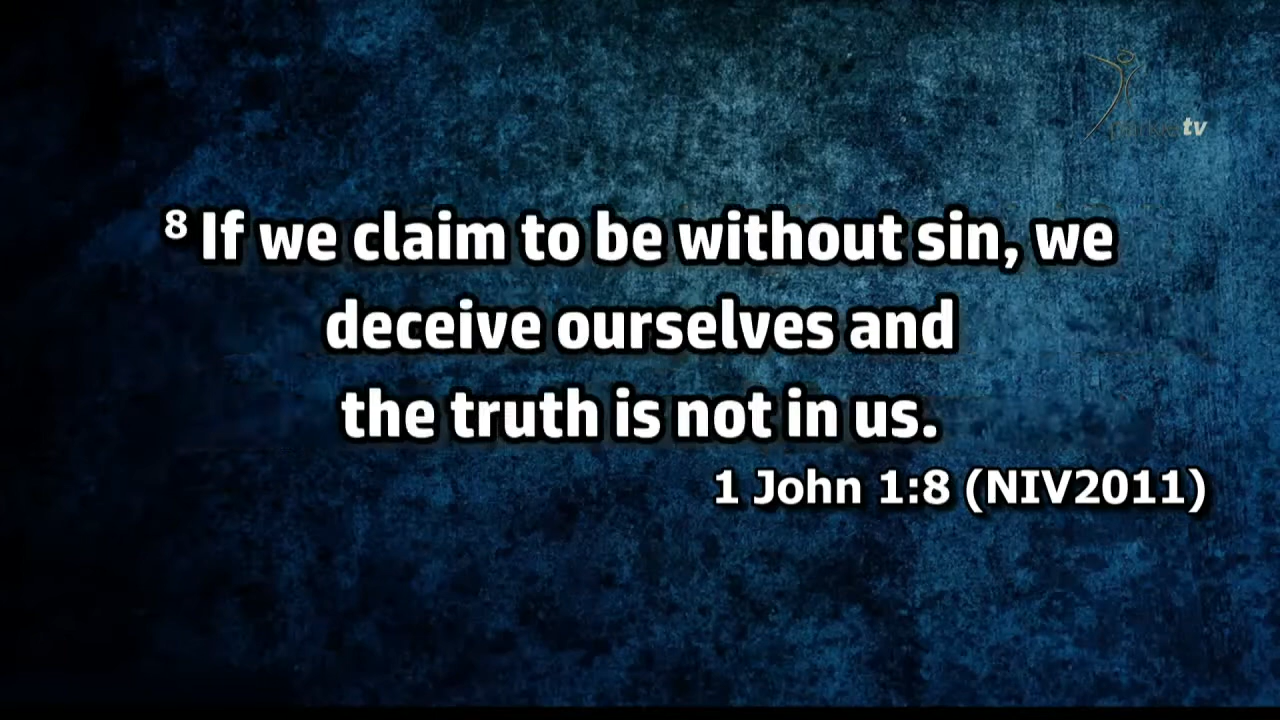 tv
⁸ If we claim to be without sin, we
deceive ourselves and
the truth is not in us.
1 John 1:8 (NIV2011)